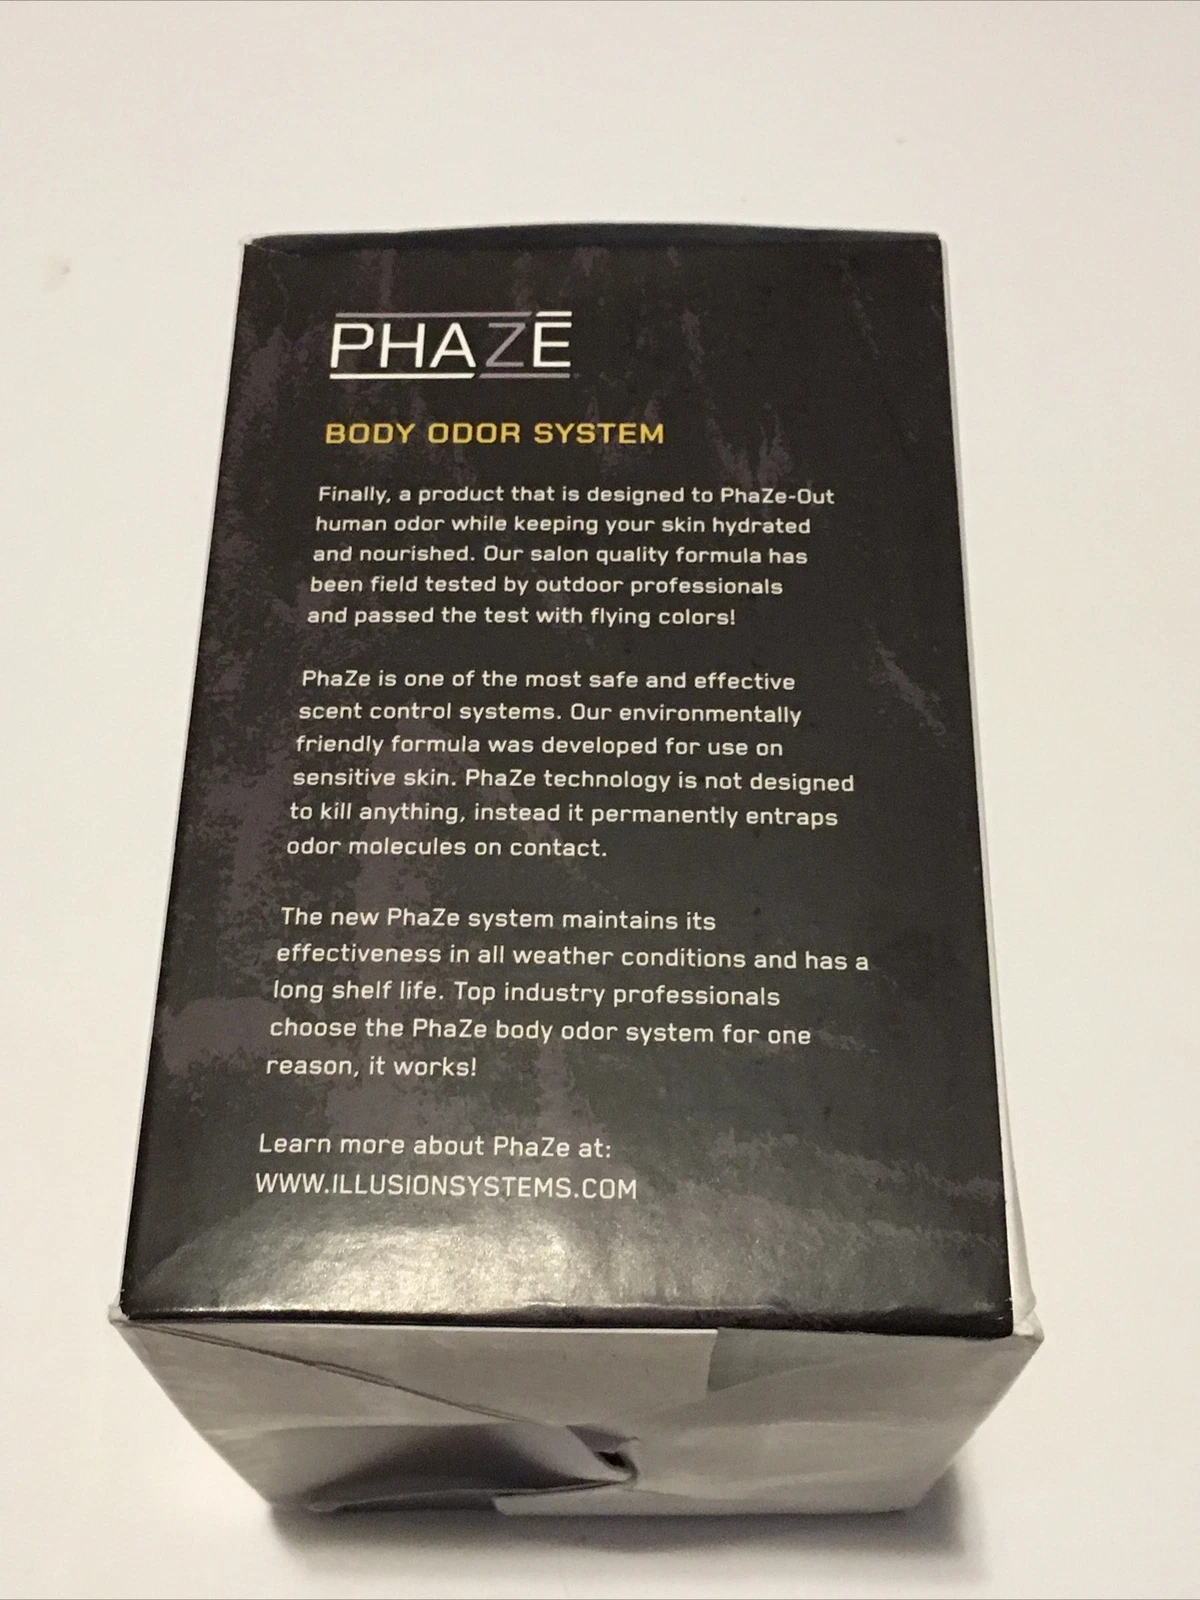 PHAZE
BODY ODOR SYSTEM
Finally, a product that is designed to PhaZe-Out
human odor while keeping your skin hydrated
and nourished. Our salon quality formula has
been field tested by outdoor professionals
and passed the test with flying colors!
PhaZe is one of the most safe and effective
scent control systems. Our environmentally
friendly formula was developed for use on
sensitive skin. PhaZe technology is not designed
to kill anything, instead it permanently entraps
odor molecules on contact.
The new PhaZe system maintains its
effectiveness in all weather conditions and has a
long shelf life. Top industry professionals
choose the PhaZe body odor system for one
reason, it works!
Learn more about PhaZe at:
WWW.ILLUSIONSYSTEMS.COM